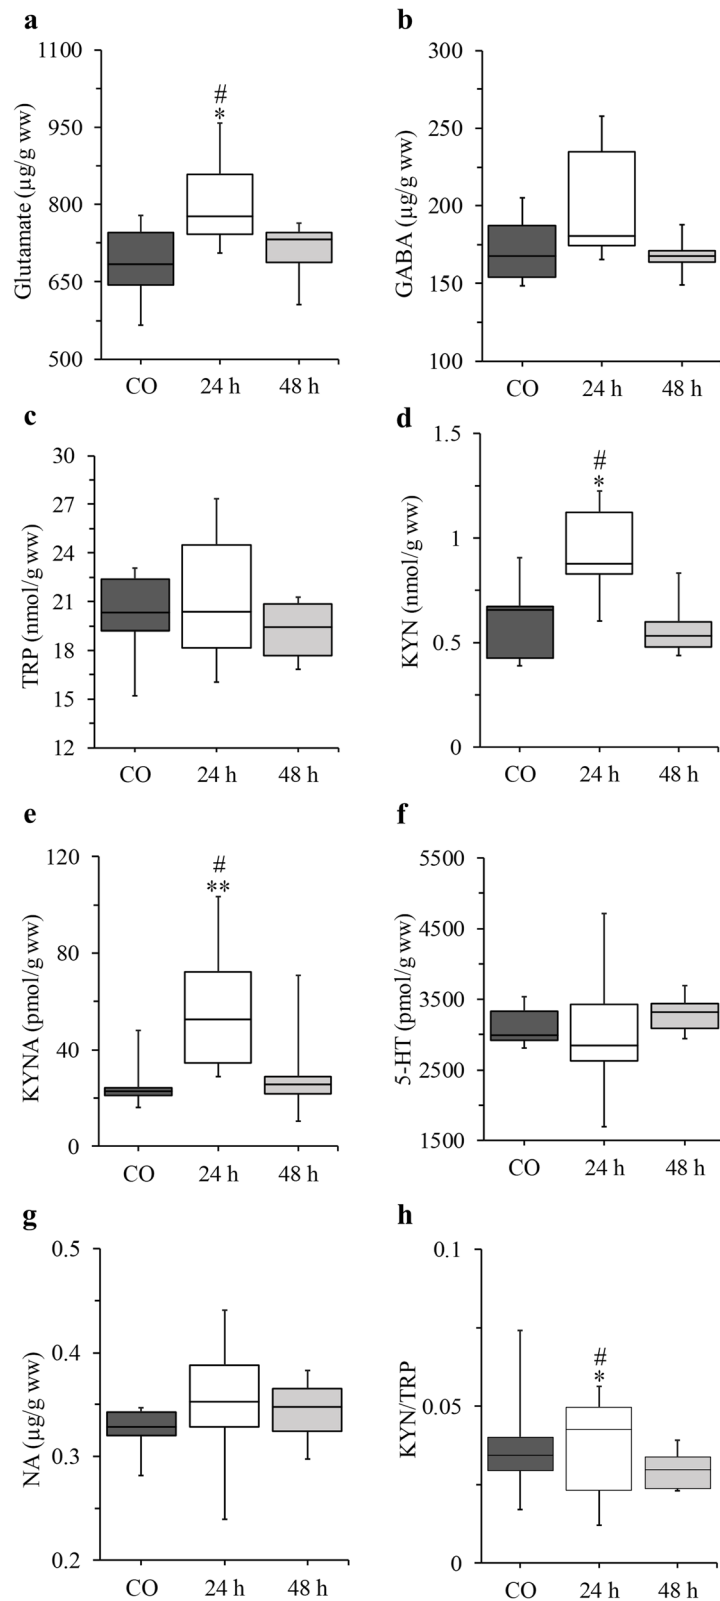 a
Glutamate (µg/g ww)
1100
950
800
650
500
#
*
CO 24 h 48 h
b
GABA (µg/g ww)
300
250
200
150
100
CO 24 h 48 h
c
TRP (nmol/g ww)
30
27
24
21
18
15
12
CO 24 h 48 h
d
KYN (nmol/g ww)
1.5
1
0.5
0
#
*
CO 24 h 48 h
e
KYNA (pmol/g ww)
120
80
40
0
#
**
CO 24 h 48 h
f
5-HT (pmol/g ww)
5500
4500
3500
2500
1500
CO 24 h 48 h
g
NA (µg/g ww)
0.5
0.4
0.3
0.2
CO 24 h 48 h
h
KYN/TRP
0.1
0.05
0
#
*
CO 24 h 48 h